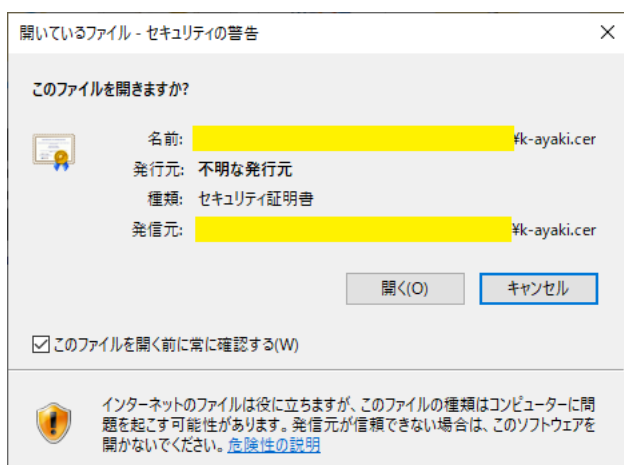 開いているファイル - セキュリティの警告
このファイルを開きますか?
名前: ¥k-ayaki.cer
発行元: 不明な発行元
種類: セキュリティ証明書
発信元: ¥k-ayaki.cer
開く(O) キャンセル
このファイルを開く前に常に確認する(W)
インターネットのファイルは役に立ちますが、このファイルの種類はコンピューターに問
題を起こす可能性があります。発信元が信頼できない場合は、このソフトウェアを
開かないでください。危険性の説明